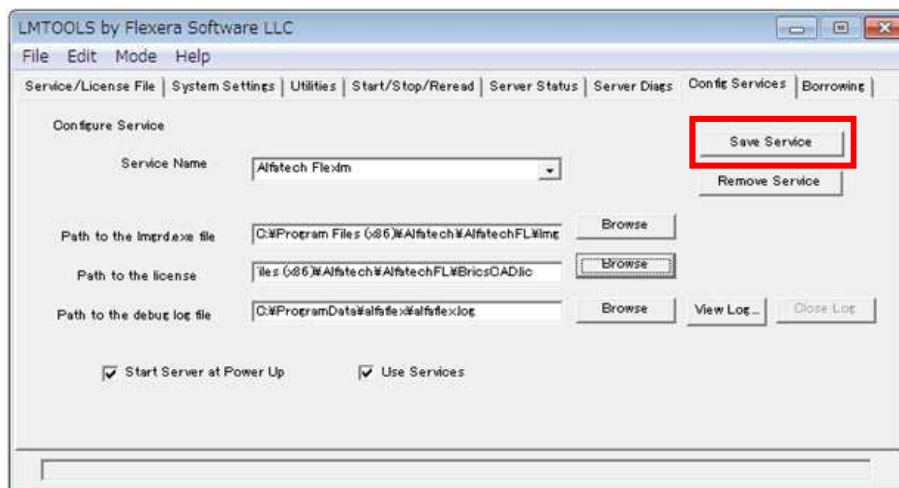 LMTOOLS by Flexera Software LLC
File Edit Mode Help
Service/License File System Settings Utilities Start/Stop/Reread Server Status Server Diags Config Services Borrowing
Configure Service
Save Service
Service Name Alfatech Flexlm
Remove Service
Path to the lmgrd.exe file C:¥Program Files (x86)¥Alfatech¥AlfatechFL¥lmg Browse
Path to the license iles (x86)¥Alfatech¥AlfatechFL¥BricsCAD.lic Browse
Path to the debug log file C:¥ProgramData¥alfaflex¥alfaflex.log Browse View Log... Close Log
Start Server at Power Up Use Services